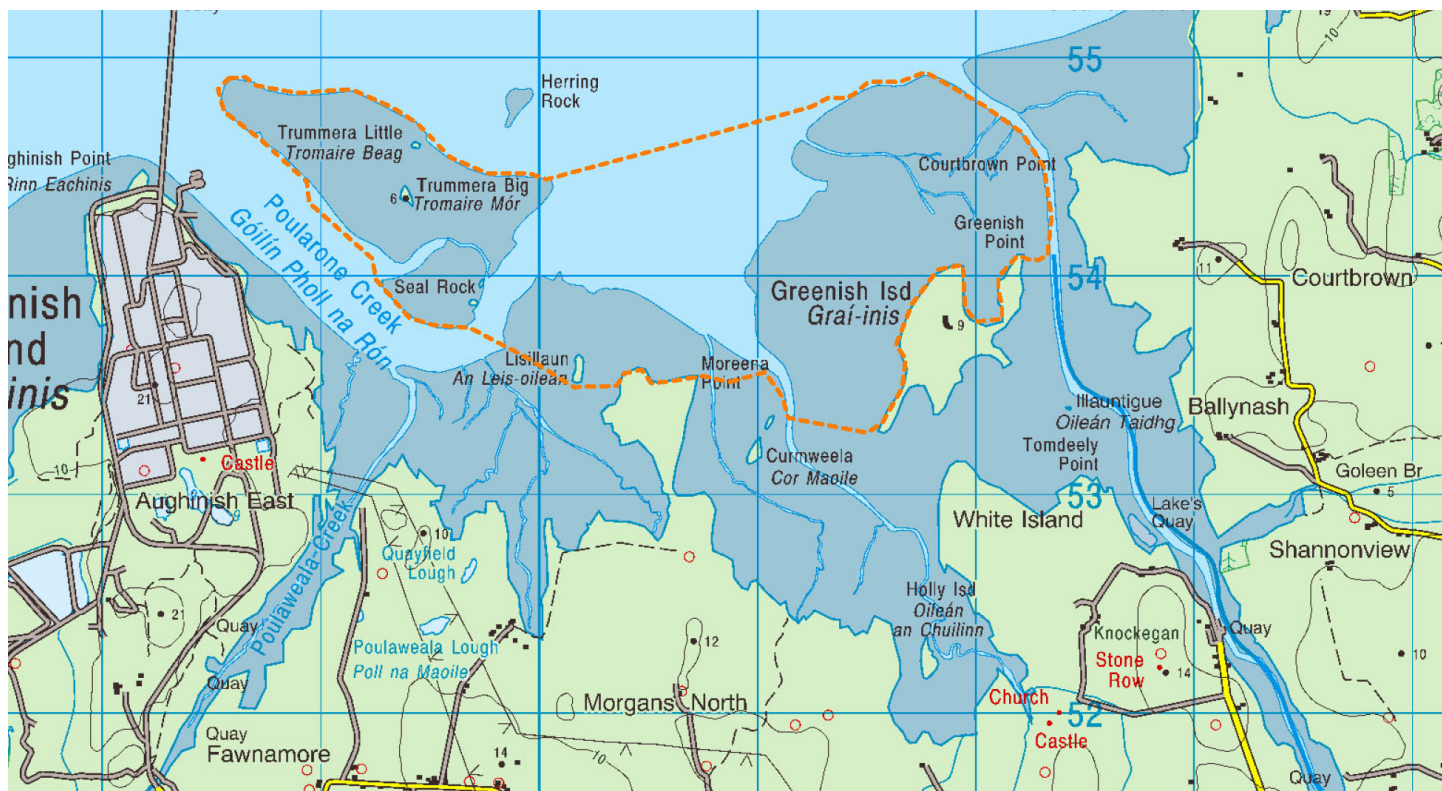 Quay
19
10
55
Herring
Rock
Trummera Little
Tromaire Beag
ughinish Point
Rinn Eachinis
Courtbrown Point
Trummera Big
Tromaire Mór
6
Poularone Creek
Góilín Pholl na Rón
Greenish
Point
11
54
Courtbrown
Seal Rock
Greenish Isd
Graí-inis
9
nish
nd
inis
Lisillaun
An Leis-oileán
Moreena
Point
21
Illauntigue
Oileán Taidhg
Ballynash
10
Castle
Curnweela
Cor Maoile
Tomdeely
Point
Goleen Br
5
Aughinish East
53
White Island
Lake's
Quay
Shannonview
10
Quayfield
Lough
Poulaweala Creek
Holly Isd
Oileán
an Chuilinn
21
Quay
Poulaweala Lough
Poll na Maoile
12
Knockegan
Quay
Stone
Row
14
10
Quay
Morgans North
Church
52
Castle
Quay
Fawnamore
14
10
Quay